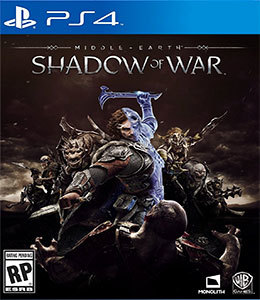 PS4
MIDDLE-EARTH
SHADOW OF WAR
RATING PENDING
RP
ESRB
MONOLITH
WB
GAMES